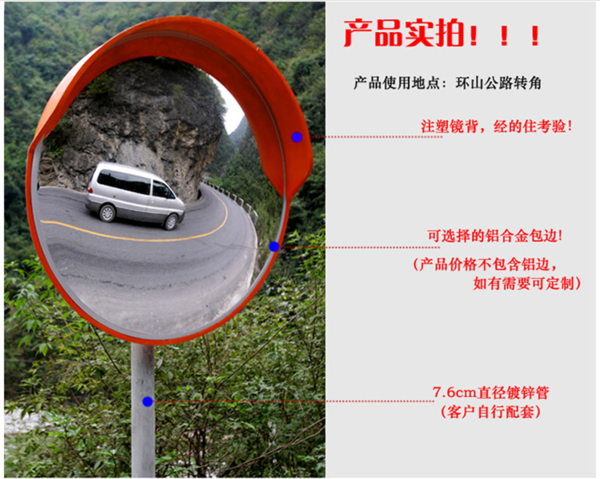 产品实拍！！！
产品使用地点：环山公路转角
注塑镜背，经的住考验！
可选择的铝合金包边！
（产品价格不包含铝边，
如有需要可定制）
7.6cm直径镀锌管
（客户自行配套）